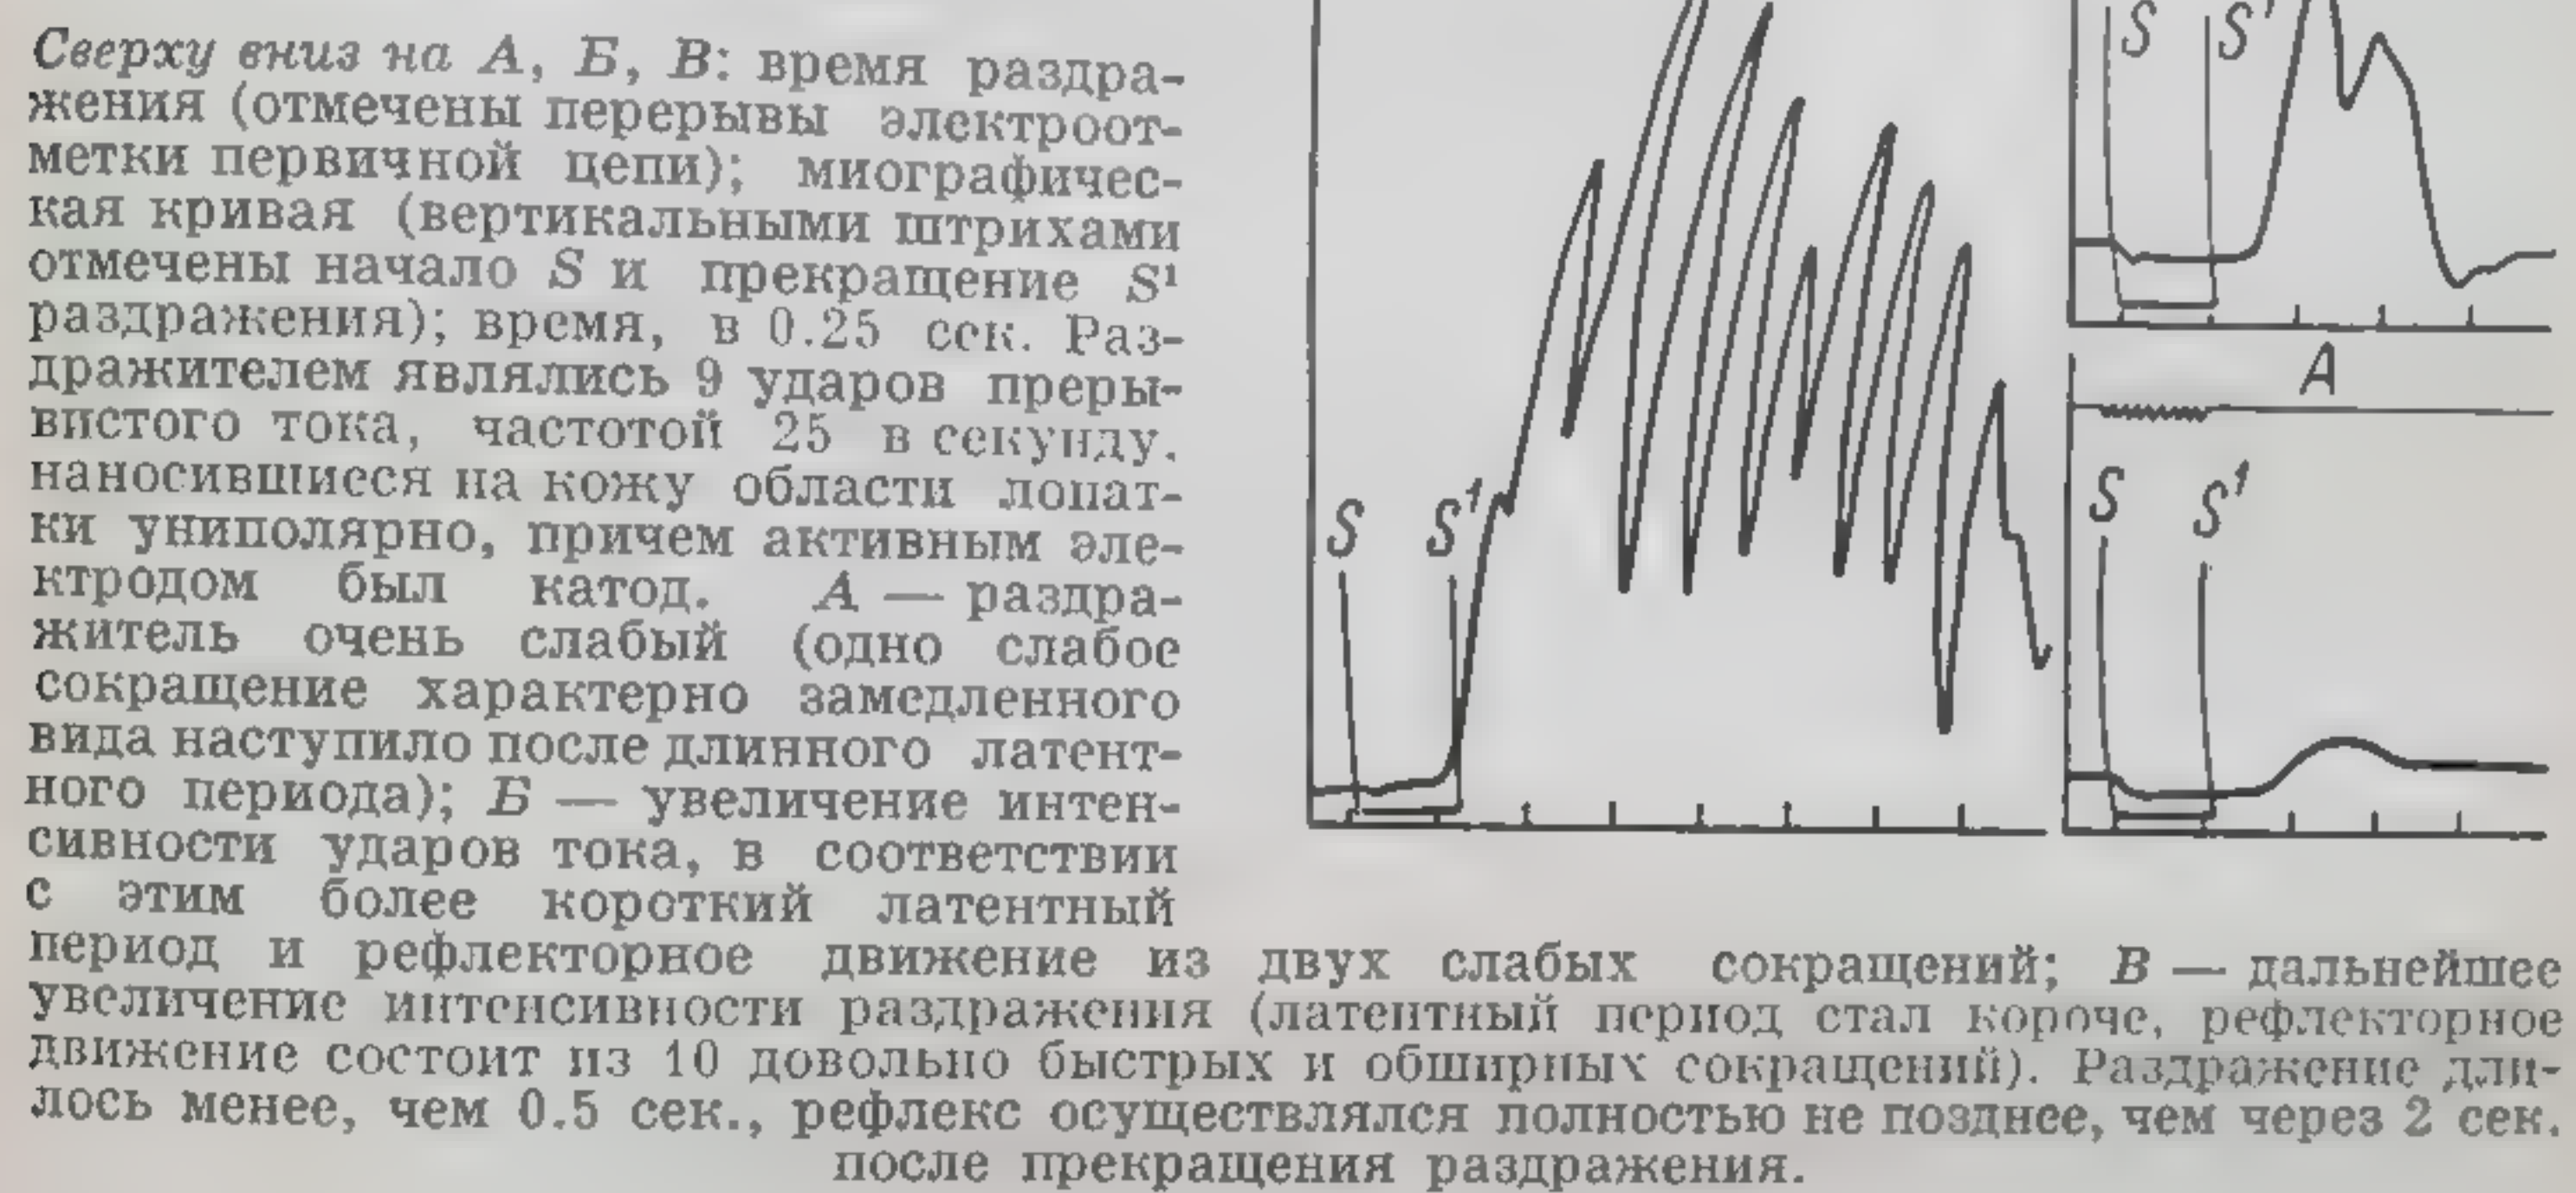 Сверху вниз на А, Б, В: время раздра-
жения (отмечены перерывы электроот-
метки первичной цепи); миографичес-
кая кривая (вертикальными штрихами
отмечены начало S и прекращение S¹
раздражения); время, в 0.25 сек. Раз-
дражителем являлись 9 ударов преры-
вистого тока, частотой 25 в секунду.
наносившиеся на кожу области лопат-
ки униполярно, причем активным эле-
ктродом был катод. А — раздра-
житель очень слабый (одно слабое
сокращение характерно замедленного
вида наступило после длинного латент-
ного периода); Б — увеличение интен-
сивности ударов тока, в соответствии
с этим более короткий латентный
период и рефлекторное движение из двух слабых сокращений; В — дальнейшее
увеличение интенсивности раздражения (латентный период стал короче, рефлекторное
движение состоит из 10 довольно быстрых и обширных сокращений). Раздражение дли-
лось менее, чем 0.5 сек., рефлекс осуществлялся полностью не позднее, чем через 2 сек.
после прекращения раздражения.
S S¹
S S¹
A
S S¹